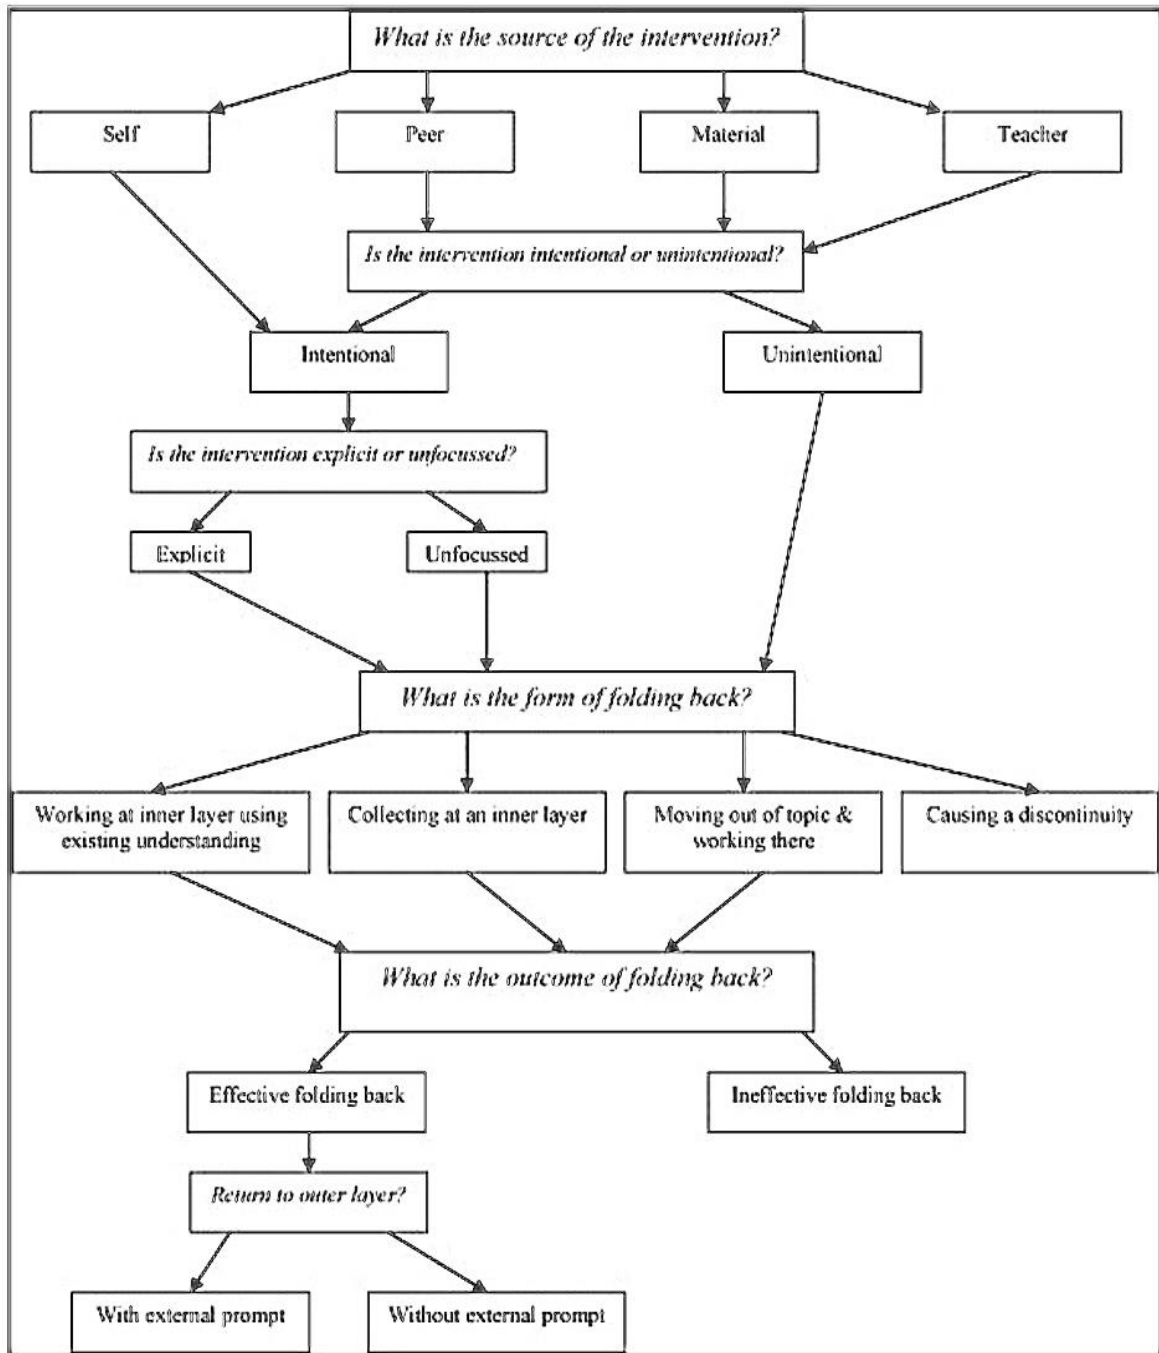 What is the source of the intervention?
Self
Peer
Material
Teacher
Is the intervention intentional or unintentional?
Intentional
Unintentional
Is the intervention explicit or unfocussed?
Explicit
Unfocussed
What is the form of folding back?
Working at inner layer using
existing understanding
Collecting at an inner layer
Moving out of topic &
working there
Causing a discontinuity
What is the outcome of folding back?
Effective folding back
Ineffective folding back
Return to outer layer?
With external prompt
Without external prompt